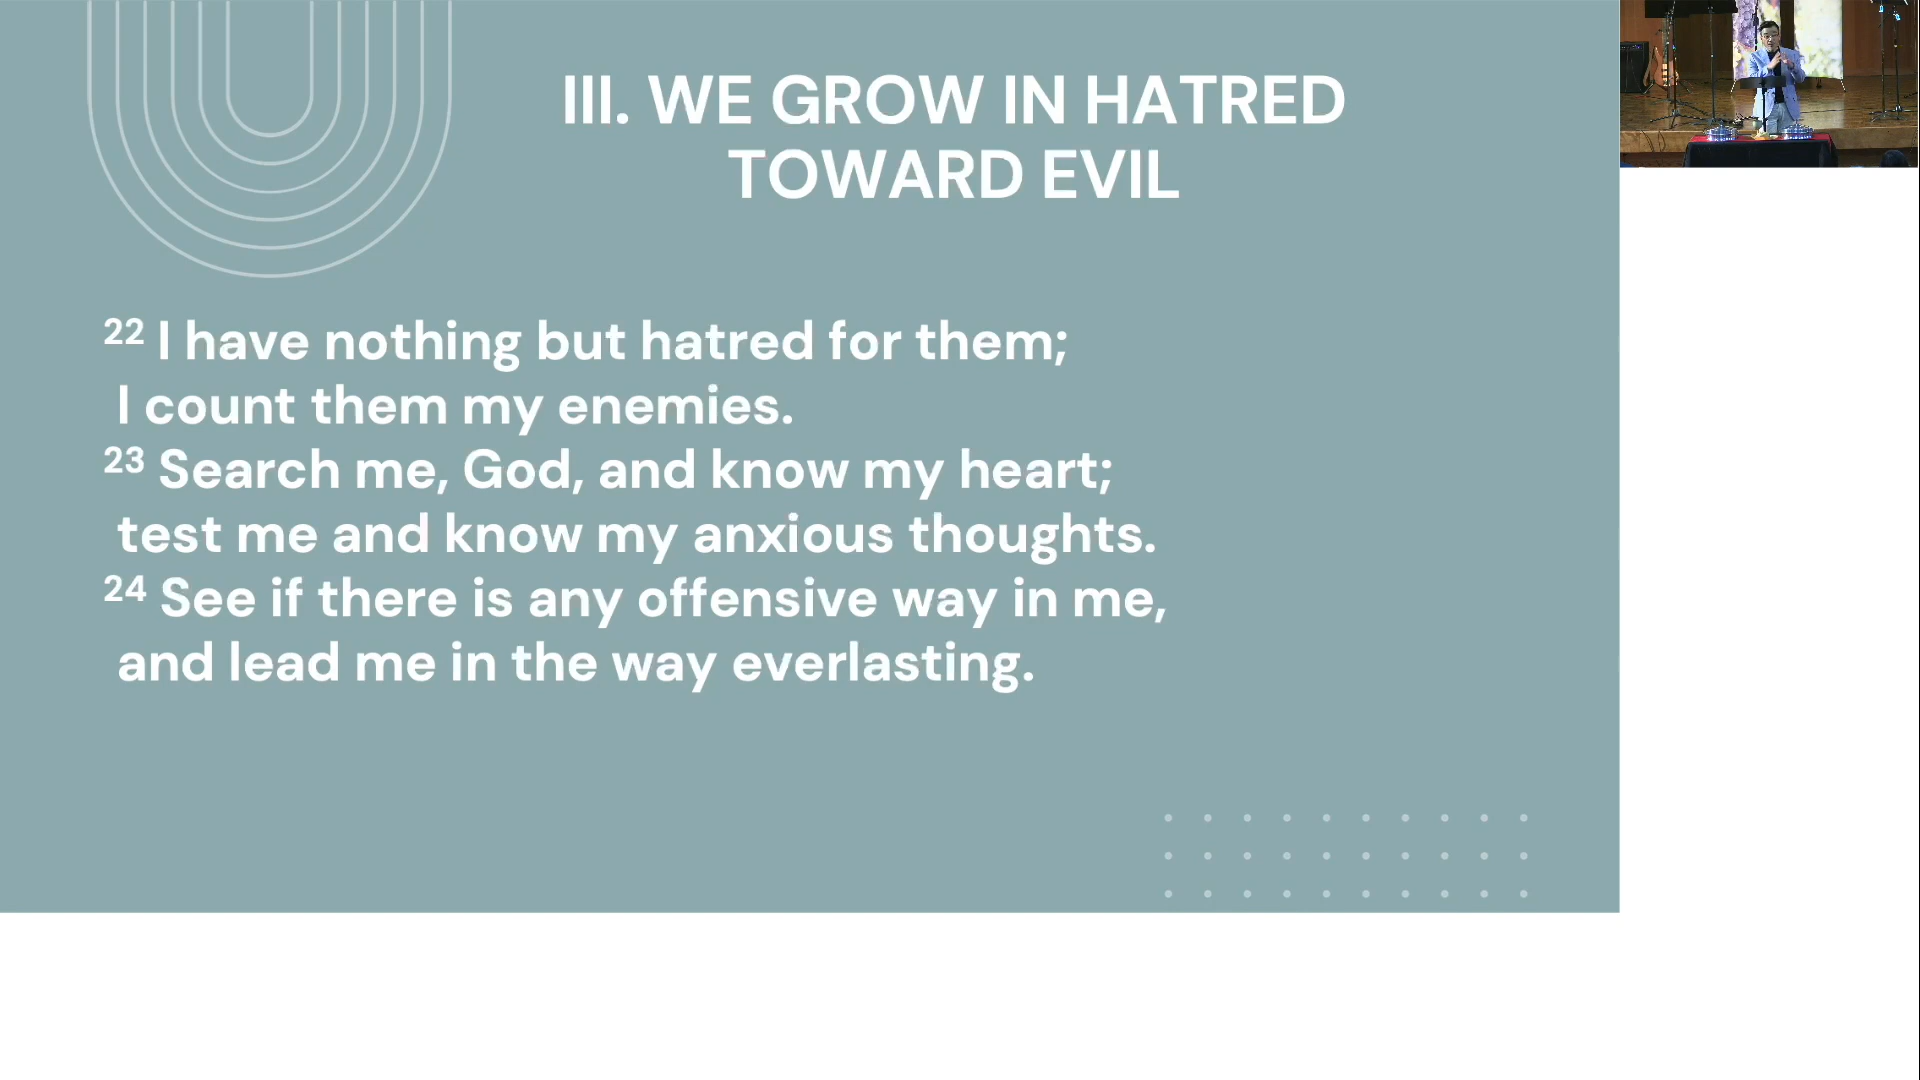 III. WE GROW IN HATRED
TOWARD EVIL
22 I have nothing but hatred for them;
I count them my enemies.
23 Search me, God, and know my heart;
test me and know my anxious thoughts.
24 See if there is any offensive way in me,
and lead me in the way everlasting.